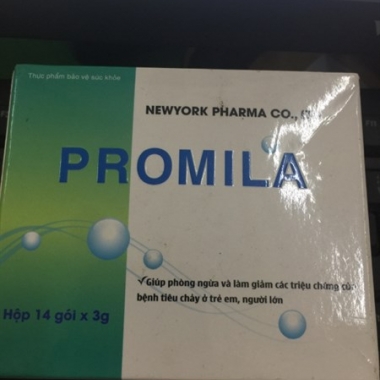 Thực phẩm bảo vệ sức khỏe
NEWYORK PHARMA CO.,
PROMILA
✓Giúp phòng ngừa và làm giảm các triệu chứng của
bệnh tiêu chảy ở trẻ em, người lớn
Hộp 14 gói x 3g